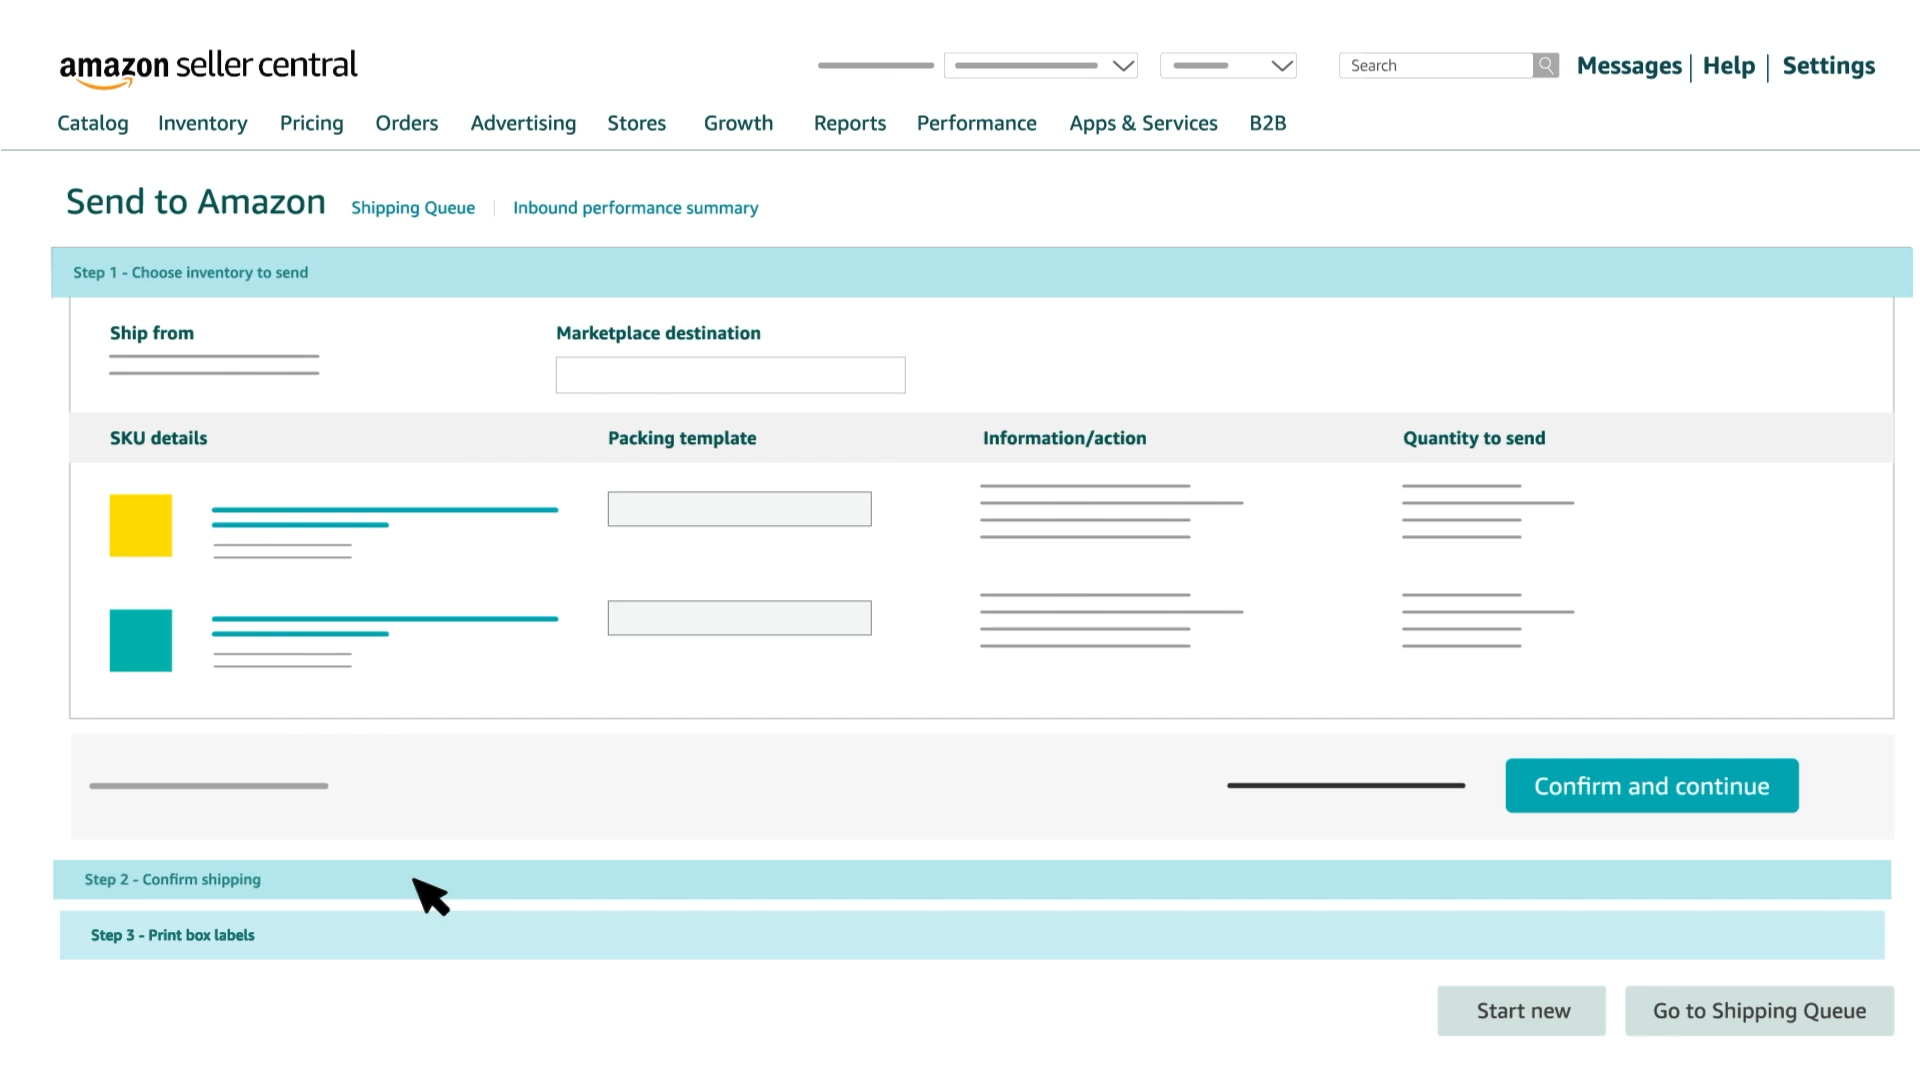 amazon seller central
Search
Messages | Help | Settings
Catalog Inventory Pricing Orders Advertising Stores Growth Reports Performance Apps & Services B2B
Send to Amazon Shipping Queue | Inbound performance summary
Step 1 - Choose inventory to send
Ship from Marketplace destination
SKU details Packing template Information/action Quantity to send
Confirm and continue
Step 2 - Confirm shipping
Step 3 - Print box labels
Start new Go to Shipping Queue